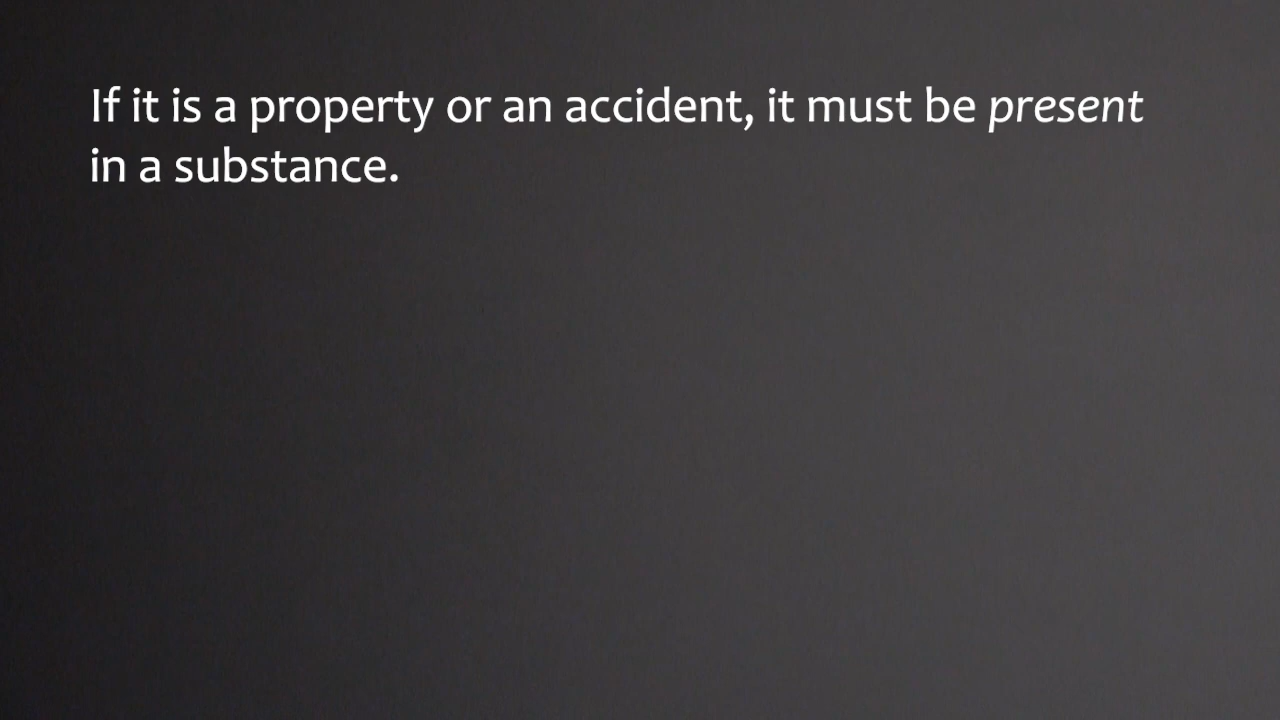 If it is a property or an accident, it must be present
in a substance.